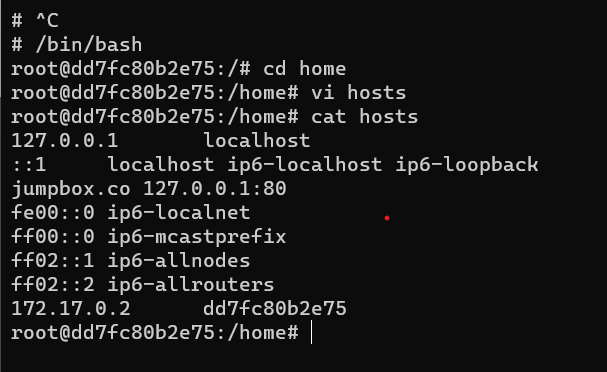 # ^C
# /bin/bash
root@dd7fc80b2e75:/# cd home
root@dd7fc80b2e75:/home# vi hosts
root@dd7fc80b2e75:/home# cat hosts
127.0.0.1       localhost
::1     localhost ip6-localhost ip6-loopback
jumpbox.co 127.0.0.1:80
fe00::0 ip6-localnet
ff00::0 ip6-mcastprefix
ff02::1 ip6-allnodes
ff02::2 ip6-allrouters
172.17.0.2      dd7fc80b2e75
root@dd7fc80b2e75:/home#